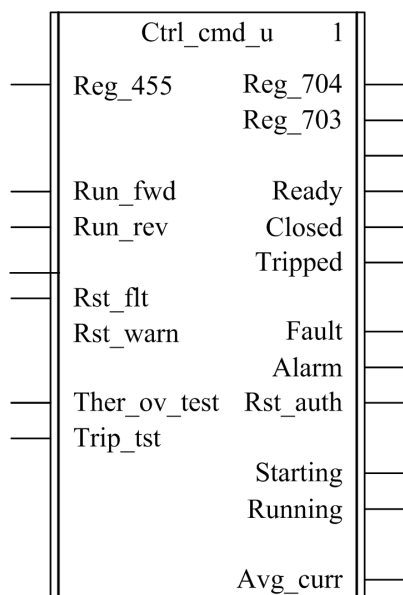 Ctrl_cmd_u 1
Reg_455 Reg_704
Reg_703
Run_fwd Ready
Run_rev Closed
Tripped
Rst_flt
Rst_warn Fault
Alarm
Ther_ov_test Rst_auth
Trip_tst
Starting
Running
Avg_curr